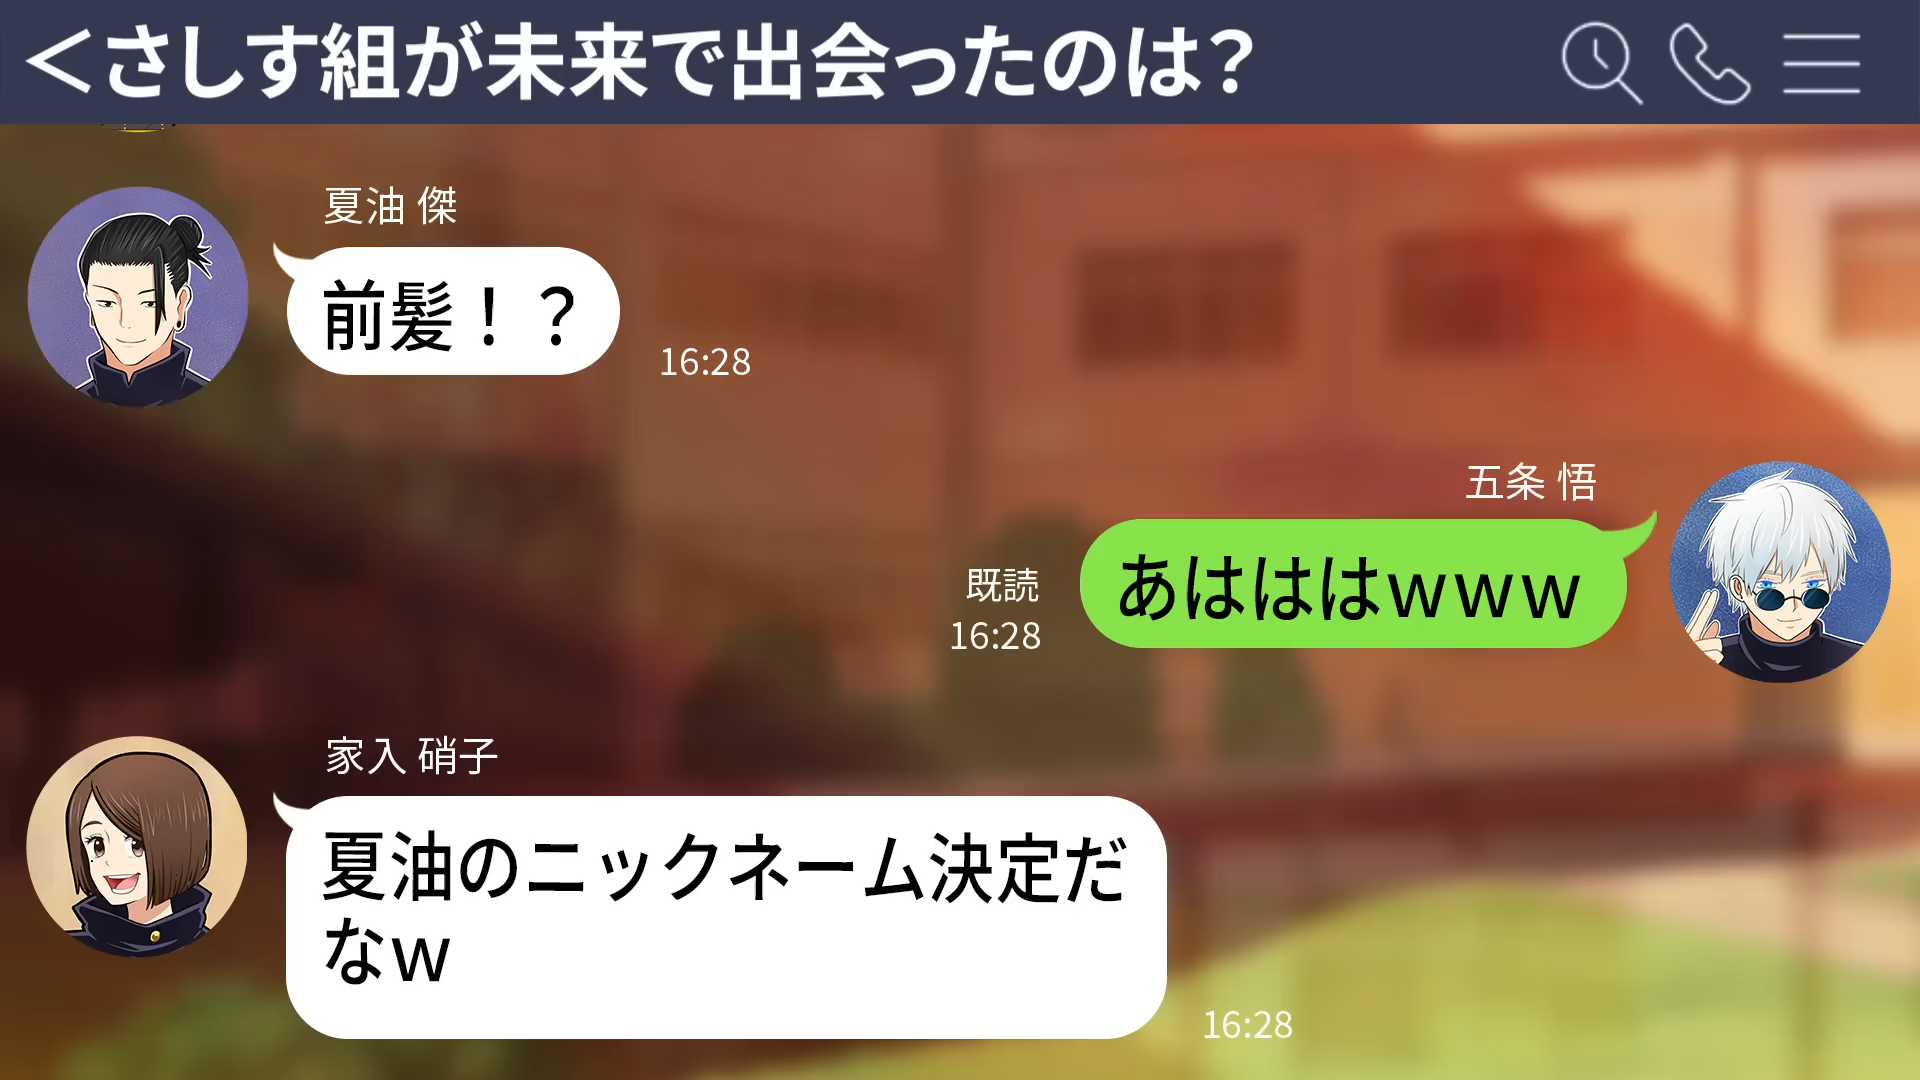 ＜さしす組が未来で出会ったのは？
夏油 傑
前髪！？
16:28
五条 悟
あはははｗｗｗ
既読
16:28
家入 硝子
夏油のニックネーム決定だ
なｗ
16:28